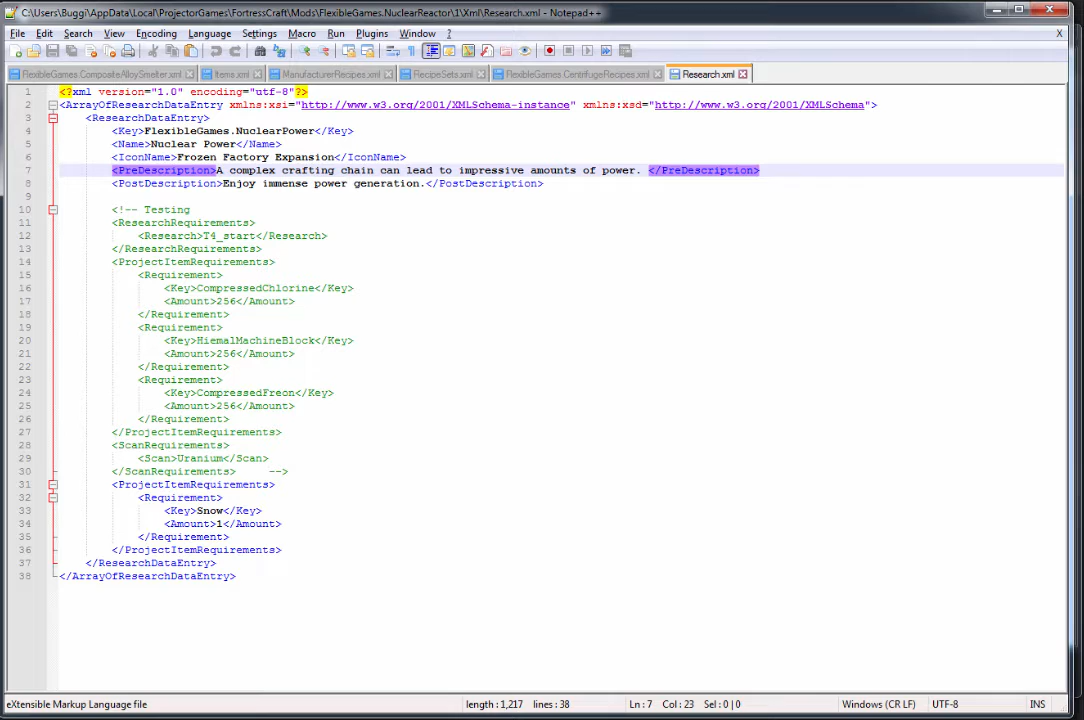 C:\Users\Buggi\AppData\Local\ProjectorGames\FortressCraft\Mods\FlexibleGames.NuclearReactor\1\Xml\Research.xml - Notepad++
File Edit Search View Encoding Language Settings Macro Run Plugins Window ? X
FlexibleGames.CompositeAlloySmelter.xml Items.xml ManufacturerRecipes.xml RecipeSets.xml FlexibleGames.CentrifugeRecipes.xml Research.xml
1 <?xml version="1.0" encoding="utf-8"?>
2 <ArrayOfResearchDataEntry xmlns:xsi="http://www.w3.org/2001/XMLSchema-instance" xmlns:xsd="http://www.w3.org/2001/XMLSchema">
3 <ResearchDataEntry>
4 <Key>FlexibleGames.NuclearPower</Key>
5 <Name>Nuclear Power</Name>
6 <IconName>Frozen Factory Expansion</IconName>
7 <PreDescription>A complex crafting chain can lead to impressive amounts of power. </PreDescription>
8 <PostDescription>Enjoy immense power generation.</PostDescription>
9
10 <!-- Testing
11 <ResearchRequirements>
12 <Research>T4_start</Research>
13 </ResearchRequirements>
14 <ProjectItemRequirements>
15 <Requirement>
16 <Key>CompressedChlorine</Key>
17 <Amount>256</Amount>
18 </Requirement>
19 <Requirement>
20 <Key>HiemalMachineBlock</Key>
21 <Amount>256</Amount>
22 </Requirement>
23 <Requirement>
24 <Key>CompressedFreon</Key>
25 <Amount>256</Amount>
26 </Requirement>
27 </ProjectItemRequirements>
28 <ScanRequirements>
29 <Scan>Uranium</Scan>
30 </ScanRequirements> -->
31 <ProjectItemRequirements>
32 <Requirement>
33 <Key>Snow</Key>
34 <Amount>1</Amount>
35 </Requirement>
36 </ProjectItemRequirements>
37 </ResearchDataEntry>
38 </ArrayOfResearchDataEntry>
eXtensible Markup Language file length : 1,217 lines : 38 Ln : 7 Col : 23 Sel : 0 | 0 Windows (CR LF) UTF-8 INS